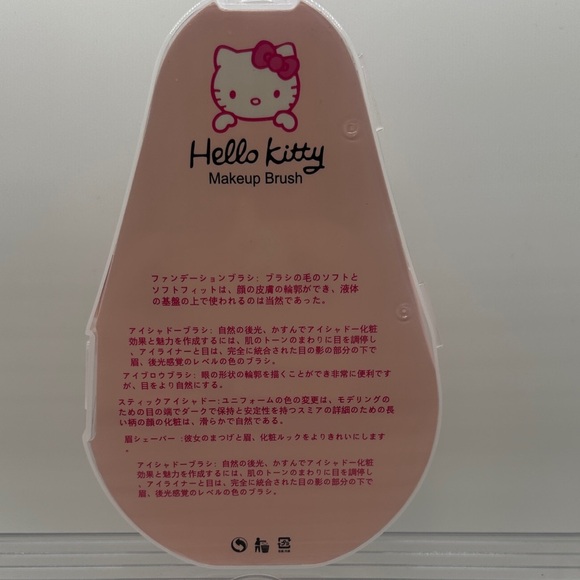 Hello Kitty
Makeup Brush
ファンデーションブラシ: ブラシの毛のソフトと
ソフトフィットは、顔の皮膚の輪郭ができ、液体
の基盤の上で使われるのは当然であった。
アイシャドーブラシ: 自然の後光、かすんでアイシャドー化粧
効果と魅力を作成するには、肌のトーンのまわりに目を調停し
、アイライナーと目は、完全に統合された目の影の部分の下で
眉、後光感覚のレベルの色のブラシ。
アイブロウブラシ: 眼の形状の輪郭を描くことができ非常に便利です
が、目をより自然にする。
スティックアイシャドー:ユニフォームの色の変更は、モデリングの
ための目の端でダークで保持と安定性を持つスミアの詳細のための長
い柄の顔の化粧は、滑らかで自然である。
眉シェーバー :彼女のまつげと眉、化粧ルックをよりきれいにします
。
アイシャドーブラシ: 自然の後光、かすんでアイシャドー化粧
効果と魅力を作成するには、肌のトーンのまわりに目を調停し
、アイライナーと目は、完全に統合された目の影の部分の下で
眉、後光感覚のレベルの色のブラシ。